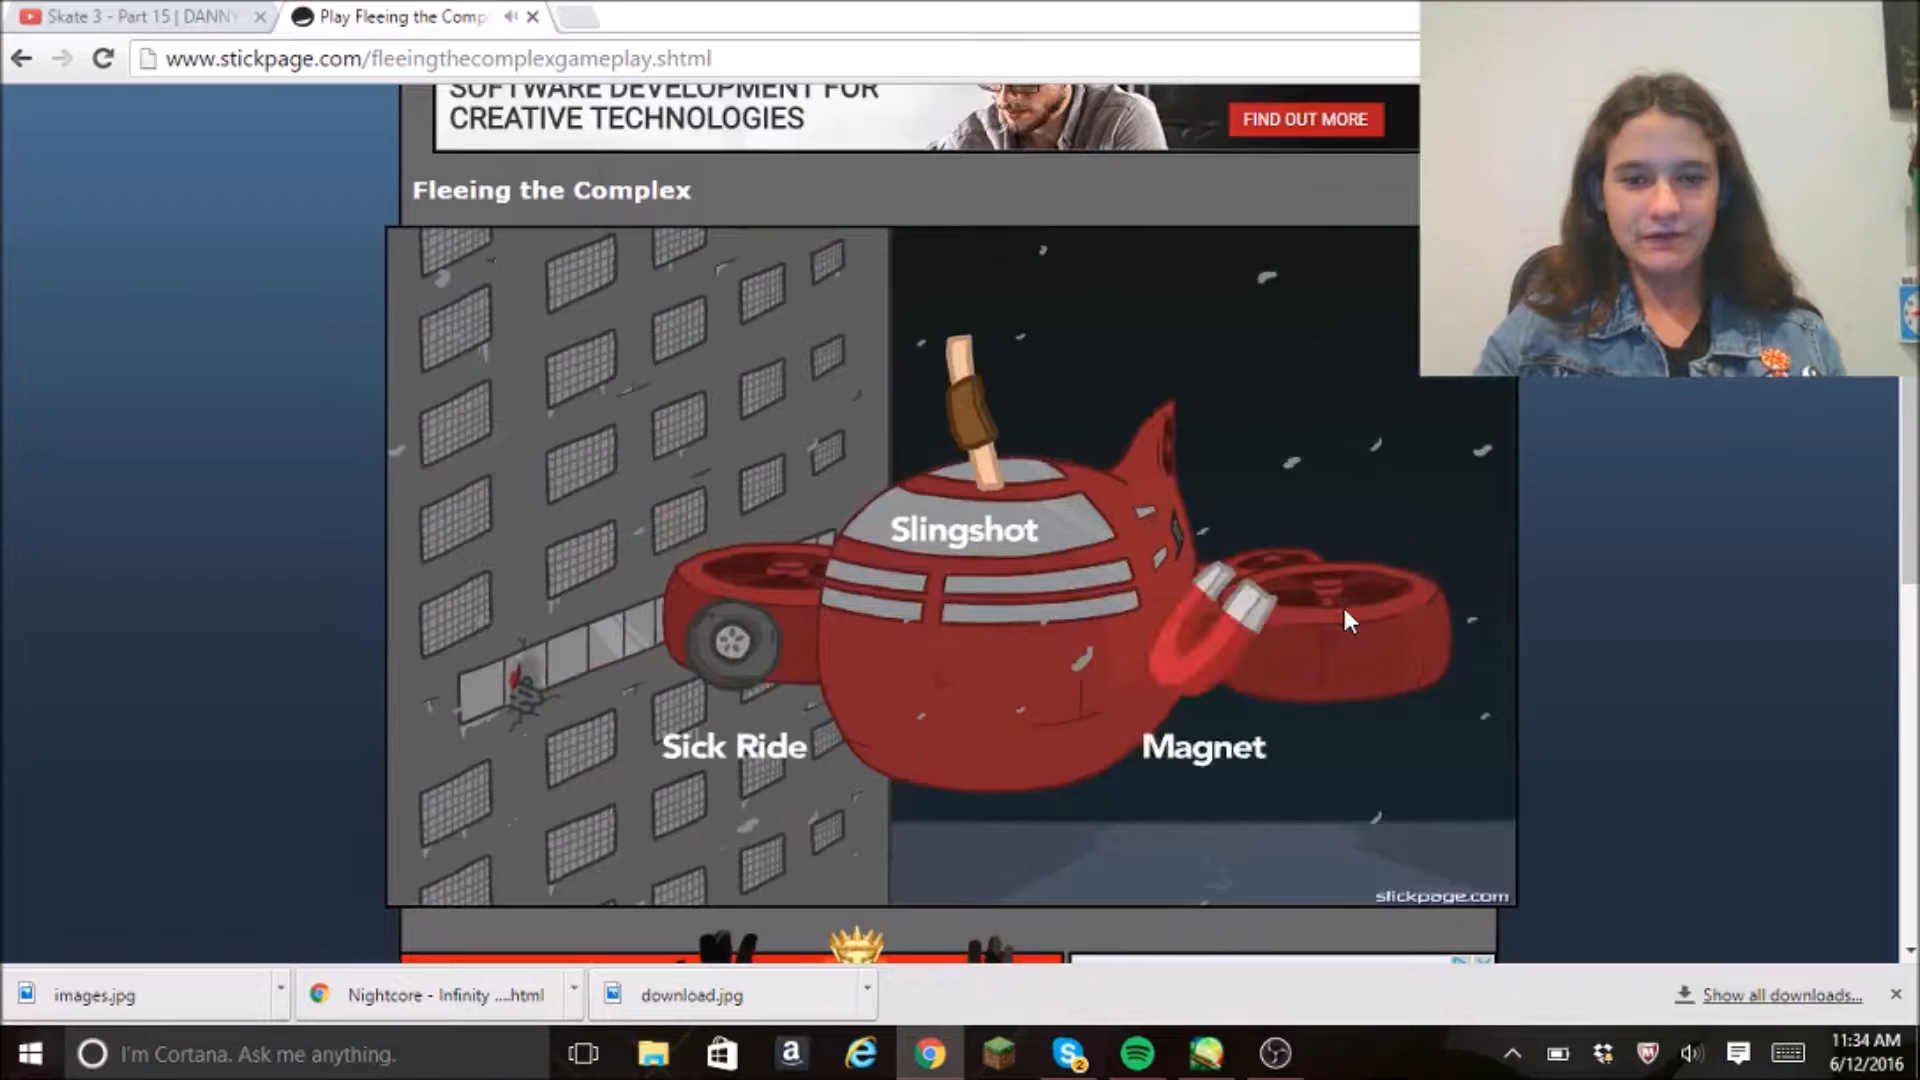 Skate 3 - Part 15 | DANNY
Play Fleeing the Comp
www.stickpage.com/fleeingthecomplexgameplay.shtml
SOFTWARE DEVELOPMENT FOR
CREATIVE TECHNOLOGIES
FIND OUT MORE
Fleeing the Complex
Slingshot
Sick Ride
Magnet
stickpage.com
images.jpg
Nightcore - Infinity ....html
download.jpg
Show all downloads...
I'm Cortana. Ask me anything.
2
11:34 AM
6/12/2016